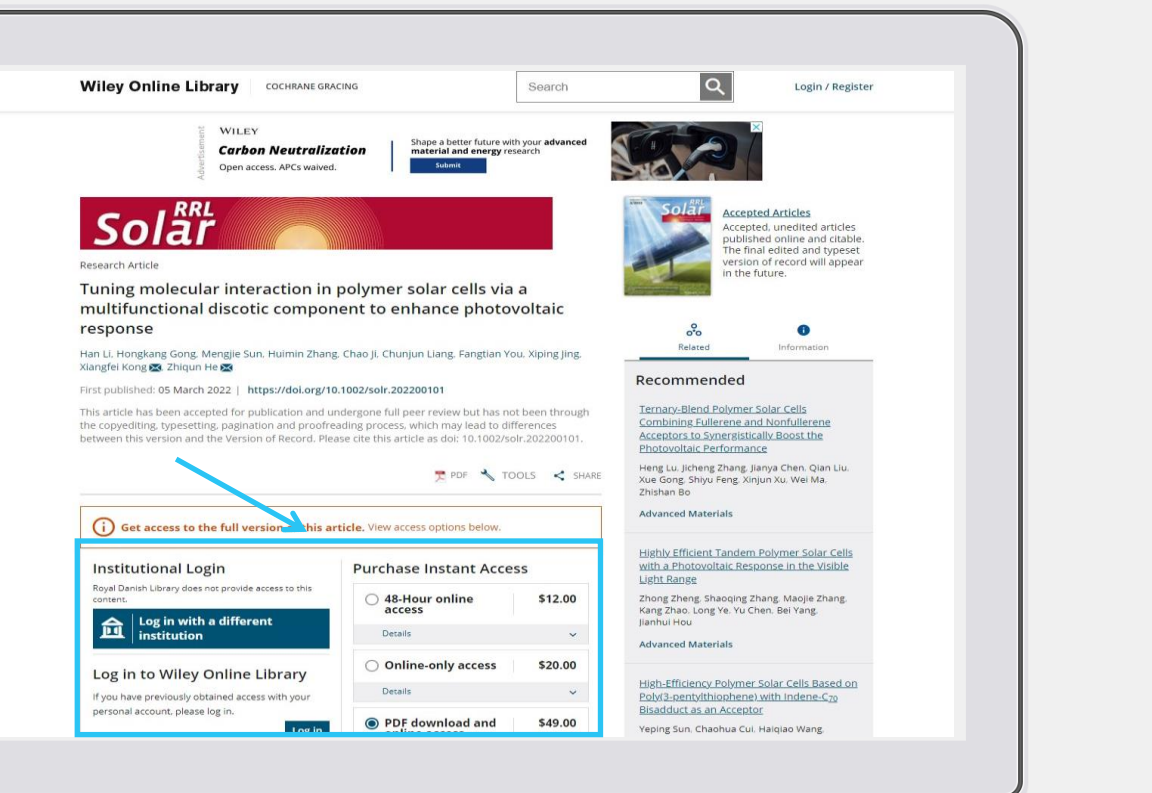 Wiley Online Library
COCHRANE GRACING
Search
Login / Register
Advertisement
WILEY
Carbon Neutralization
Open access. APCs waived.
Shape a better future with your advanced
material and energy research
Submit
Solar RRL
Research Article
Tuning molecular interaction in polymer solar cells via a
multifunctional discotic component to enhance photovoltaic
response
Han Li, Hongkang Gong, Mengjie Sun, Huimin Zhang, Chao Ji, Chunjun Liang, Fangtian You, Xiping Jing,
Xiangfei Kong, Zhiqun He
First published: 05 March 2022 | https://doi.org/10.1002/solr.202200101
This article has been accepted for publication and undergone full peer review but has not been through
the copyediting, typesetting, pagination and proofreading process, which may lead to differences
between this version and the Version of Record. Please cite this article as doi: 10.1002/solr.202200101.
PDF TOOLS SHARE
Get access to the full version of this article. View access options below.
Institutional Login
Royal Danish Library does not provide access to this
content.
Log in with a different
institution
Log in to Wiley Online Library
If you have previously obtained access with your
personal account, please log in.
Log in
Purchase Instant Access
48-Hour online
access
$12.00
Details
Online-only access
$20.00
Details
PDF download and
online access
$49.00
Solar RRL
Accepted Articles
Accepted, unedited articles
published online and citable.
The final edited and typeset
version of record will appear
in the future.
Related
Information
Recommended
Ternary-Blend Polymer Solar Cells
Combining Fullerene and Nonfullerene
Acceptors to Synergistically Boost the
Photovoltaic Performance
Heng Lu, Jicheng Zhang, Jianya Chen, Qian Liu,
Xue Gong, Shiyu Feng, Xinjun Xu, Wei Ma,
Zhishan Bo
Advanced Materials
Highly Efficient Tandem Polymer Solar Cells
with a Photovoltaic Response in the Visible
Light Range
Zhong Zheng, Shaoqing Zhang, Maojie Zhang,
Kang Zhao, Long Ye, Yu Chen, Bei Yang,
Jianhui Hou
Advanced Materials
High-Efficiency Polymer Solar Cells Based on
Poly(3-pentylthiophene) with Indene-C70
Bisadduct as an Acceptor
Yeping Sun, Chaohua Cui, Haiqiao Wang,